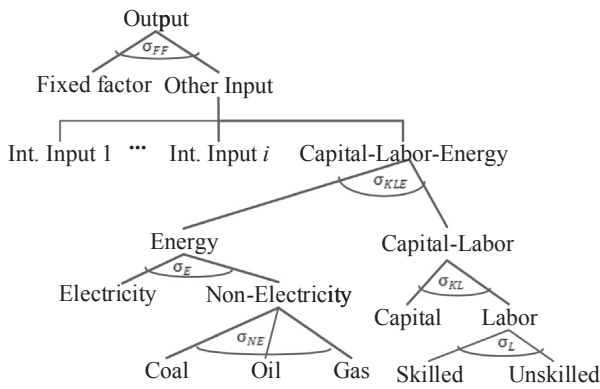 Output
σFF
Fixed factor Other Input
Int. Input 1 ... Int. Input i Capital-Labor-Energy
σKLE
Energy Capital-Labor
σE σKL
Electricity Non-Electricity Capital Labor
σNE σL
Coal Oil Gas Skilled Unskilled